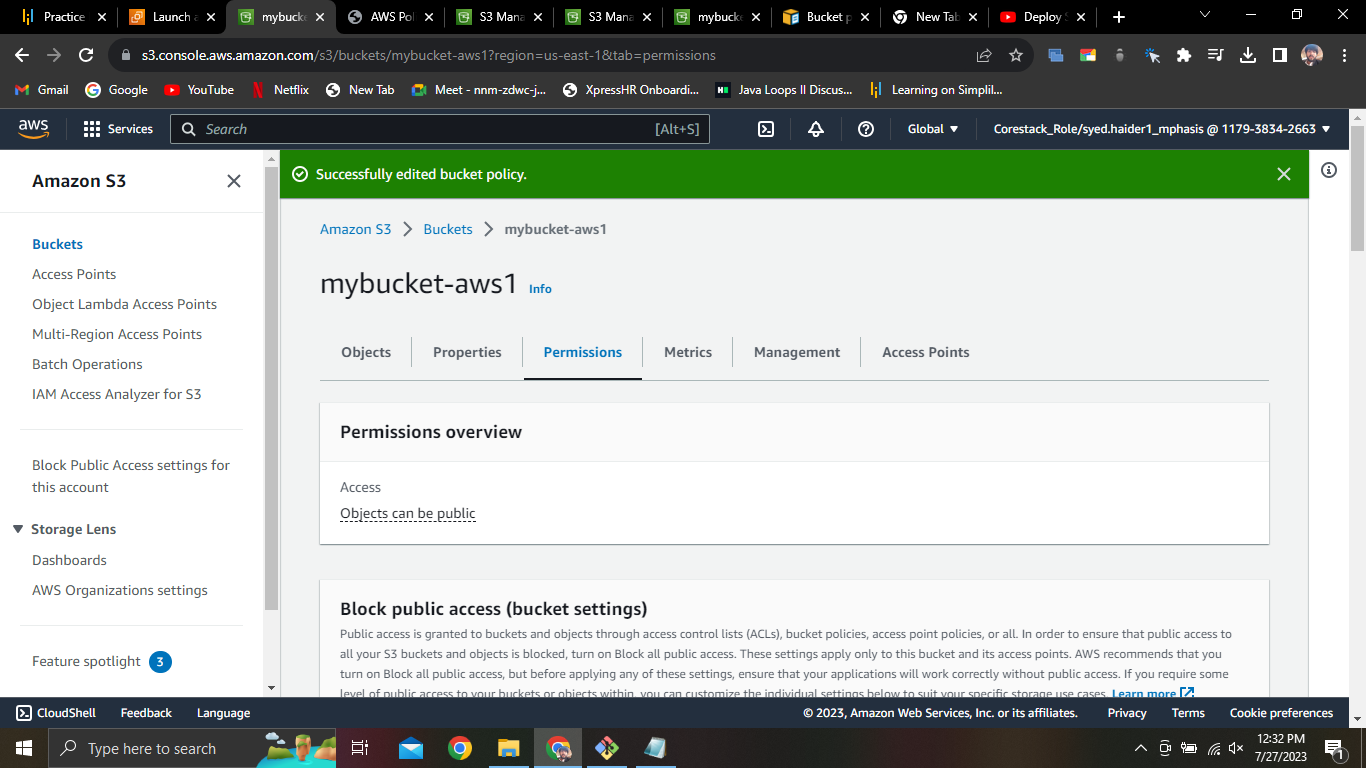 Practice
Launch a
mybucke
AWS Pol
S3 Mana
S3 Mana
mybucke
Bucket p
New Tab
Deploy S
s3.console.aws.amazon.com/s3/buckets/mybucket-aws1?region=us-east-1&tab=permissions
Gmail
Google
YouTube
Netflix
New Tab
Meet - nnm-zdwc-j...
XpressHR Onboardi...
Java Loops II Discus...
Learning on Simplil...
aws
Services
Search
[Alt+S]
Global
Corestack_Role/syed.haider1_mphasis @ 1179-3834-2663
Amazon S3
Buckets
Access Points
Object Lambda Access Points
Multi-Region Access Points
Batch Operations
IAM Access Analyzer for S3
Block Public Access settings for
this account
Storage Lens
Dashboards
AWS Organizations settings
Feature spotlight 3
Successfully edited bucket policy.
Amazon S3 > Buckets > mybucket-aws1
mybucket-aws1 Info
Objects
Properties
Permissions
Metrics
Management
Access Points
Permissions overview
Access
Objects can be public
Block public access (bucket settings)
Public access is granted to buckets and objects through access control lists (ACLs), bucket policies, access point policies, or all. In order to ensure that public access to
all your S3 buckets and objects is blocked, turn on Block all public access. These settings apply only to this bucket and its access points. AWS recommends that you
turn on Block all public access, but before applying any of these settings, ensure that your applications will work correctly without public access. If you require some
level of public access to your buckets or objects within, you can customize the individual settings below to suit your specific storage use cases. Learn more
CloudShell
Feedback
Language
© 2023, Amazon Web Services, Inc. or its affiliates.
Privacy
Terms
Cookie preferences
Type here to search
12:32 PM
7/27/2023
1